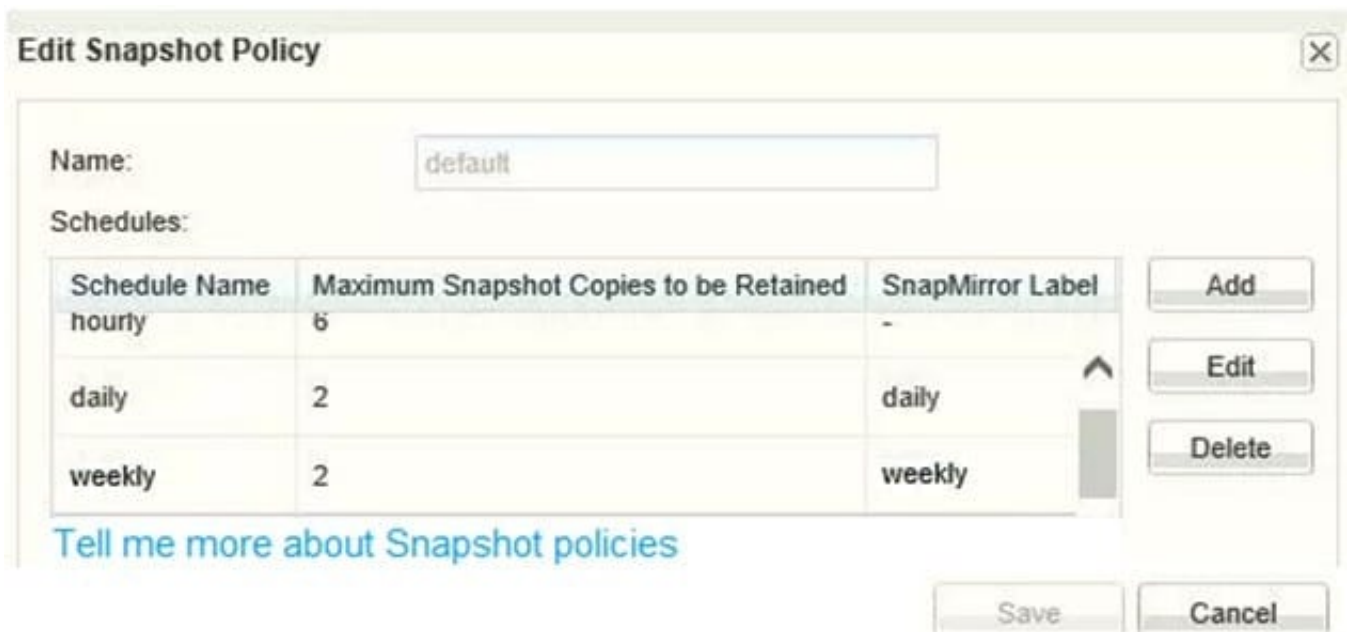 Edit Snapshot Policy
Name: default
Schedules:
Schedule Name Maximum Snapshot Copies to be Retained SnapMirror Label
hourly 6 -
daily 2 daily
weekly 2 weekly
Add
Edit
Delete
Tell me more about Snapshot policies
Save Cancel